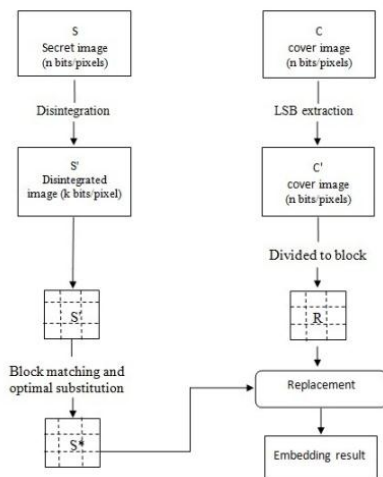 S
Secret image
(n bits/pixels)
C
cover image
(n bits/pixels)
Disintegration
LSB extraction
S'
Disintegrated
image (k bits/pixel)
C'
cover image
(n bits/pixels)
Divided to block
S'
R
Block matching and
optimal substitution
Replacement
S*
Embedding result